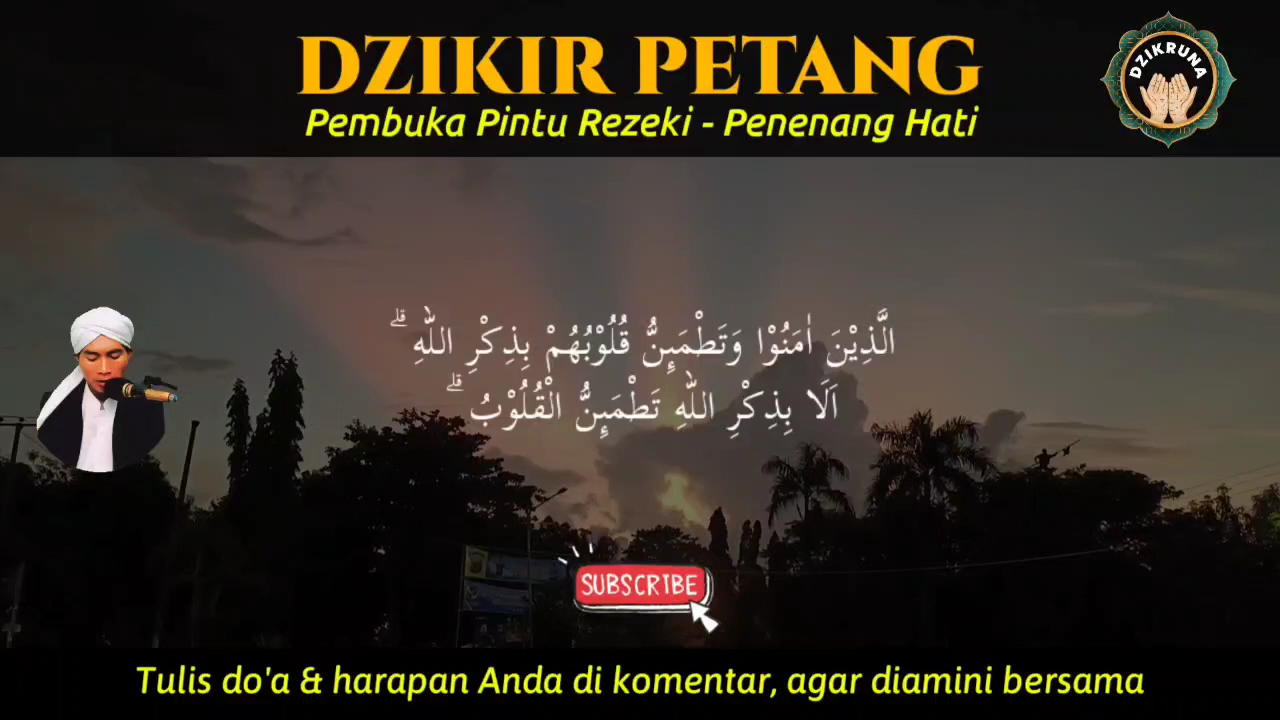 DZIKIR PETANG
Pembuka Pintu Rezeki - Penenang Hati
DZIKRUNA
الَّذِيْنَ اٰمَنُوْا وَتَطْمَىِٕنُّ قُلُوْبُهُمْ بِذِكْرِ اللّٰهِ ۗ
اَلَا بِذِكْرِ اللّٰهِ تَطْمَىِٕنُّ الْقُلُوْبُ ۗ
SUBSCRIBE
Tulis do'a & harapan Anda di komentar, agar diamini bersama